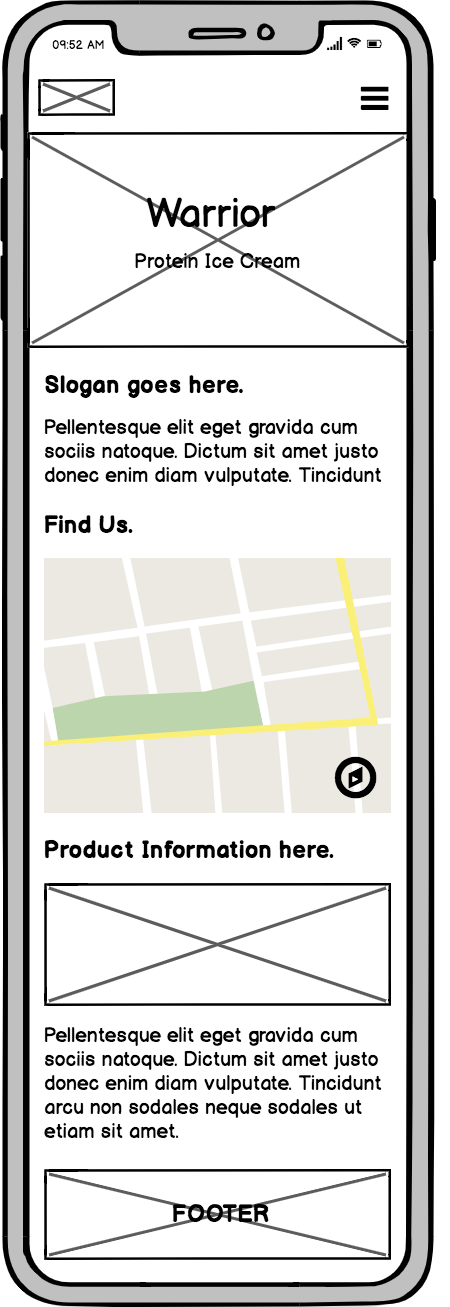 09:52 AM
Warrior
Protein Ice Cream
Slogan goes here.
Pellentesque elit eget gravida cum
sociis natoque. Dictum sit amet justo
donec enim diam vulputate. Tincidunt
Find Us.
Product Information here.
Pellentesque elit eget gravida cum
sociis natoque. Dictum sit amet justo
donec enim diam vulputate. Tincidunt
arcu non sodales neque sodales ut
etiam sit amet.
FOOTER